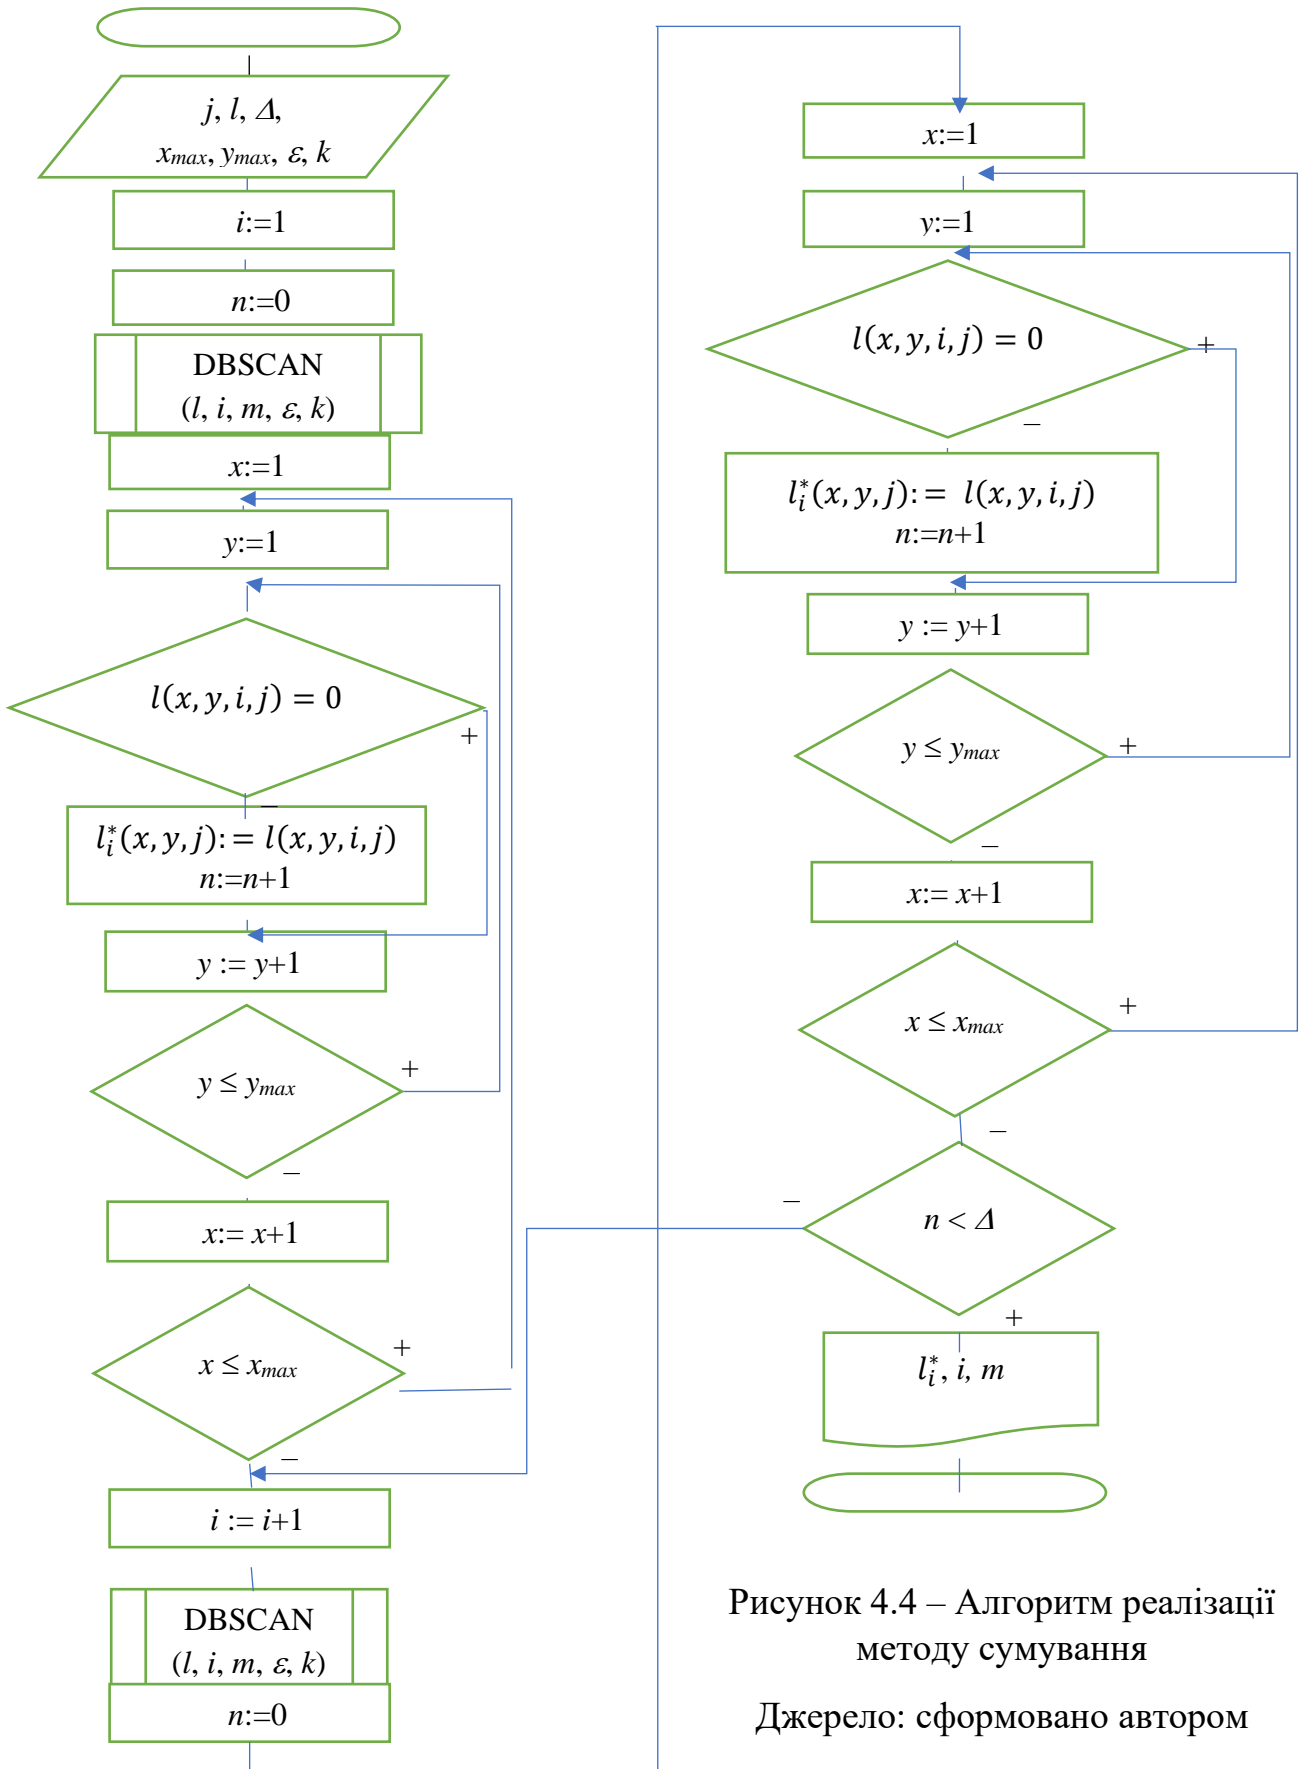 j, l, Δ,
xmax, ymax, ε, k
i:=1
n:=0
DBSCAN
(l, i, m, ε, k)
x:=1
y:=1
l(x, y, i, j) = 0
+
–
l*i(x, y, j): = l(x, y, i, j)
n:=n+1
y := y+1
y ≤ ymax
+
–
x:= x+1
x ≤ xmax
+
–
i := i+1
DBSCAN
(l, i, m, ε, k)
n:=0
x:=1
y:=1
l(x, y, i, j) = 0
+
–
l*i(x, y, j): = l(x, y, i, j)
n:=n+1
y := y+1
y ≤ ymax
+
–
x:= x+1
x ≤ xmax
+
–
–
n < Δ
+
l*i, i, m
Рисунок 4.4 – Алгоритм реалізації
методу сумування
Джерело: сформовано автором